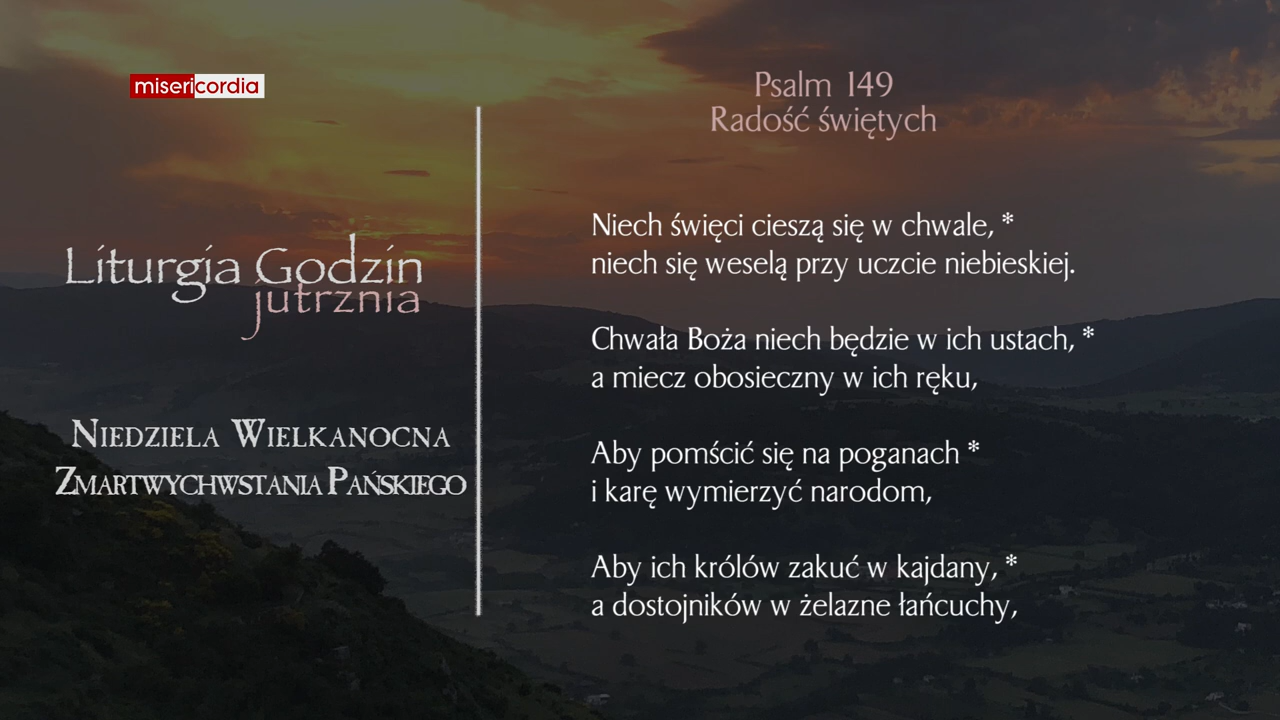 misericordia
Liturgia Godzin
jutrznia
Niedziela Wielkanocna
Zmartwychwstania Pańskiego
Psalm 149
Radość świętych
Niech święci cieszą się w chwale, *
niech się weselą przy uczcie niebieskiej.
Chwała Boża niech będzie w ich ustach, *
a miecz obosieczny w ich ręku,
Aby pomścić się na poganach *
i karę wymierzyć narodom,
Aby ich królów zakuć w kajdany, *
a dostojników w żelazne łańcuchy,